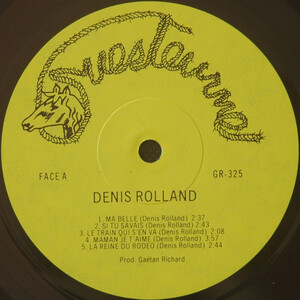 Ouesteurne
FACE A
GR-325
DENIS ROLLAND
1. MA BELLE (Denis Rolland) 2:37
2. SI TU SAVAIS (Denis Rolland) 2:43
3. LE TRAIN QUI S'EN VA (Denis Rolland) 2:08
4. MAMAN JE T'AIME (Denis Rolland) 3:57
5. LA REINE DU RODEO (Denis Rolland) 2:44
Prod. Gaétan Richard